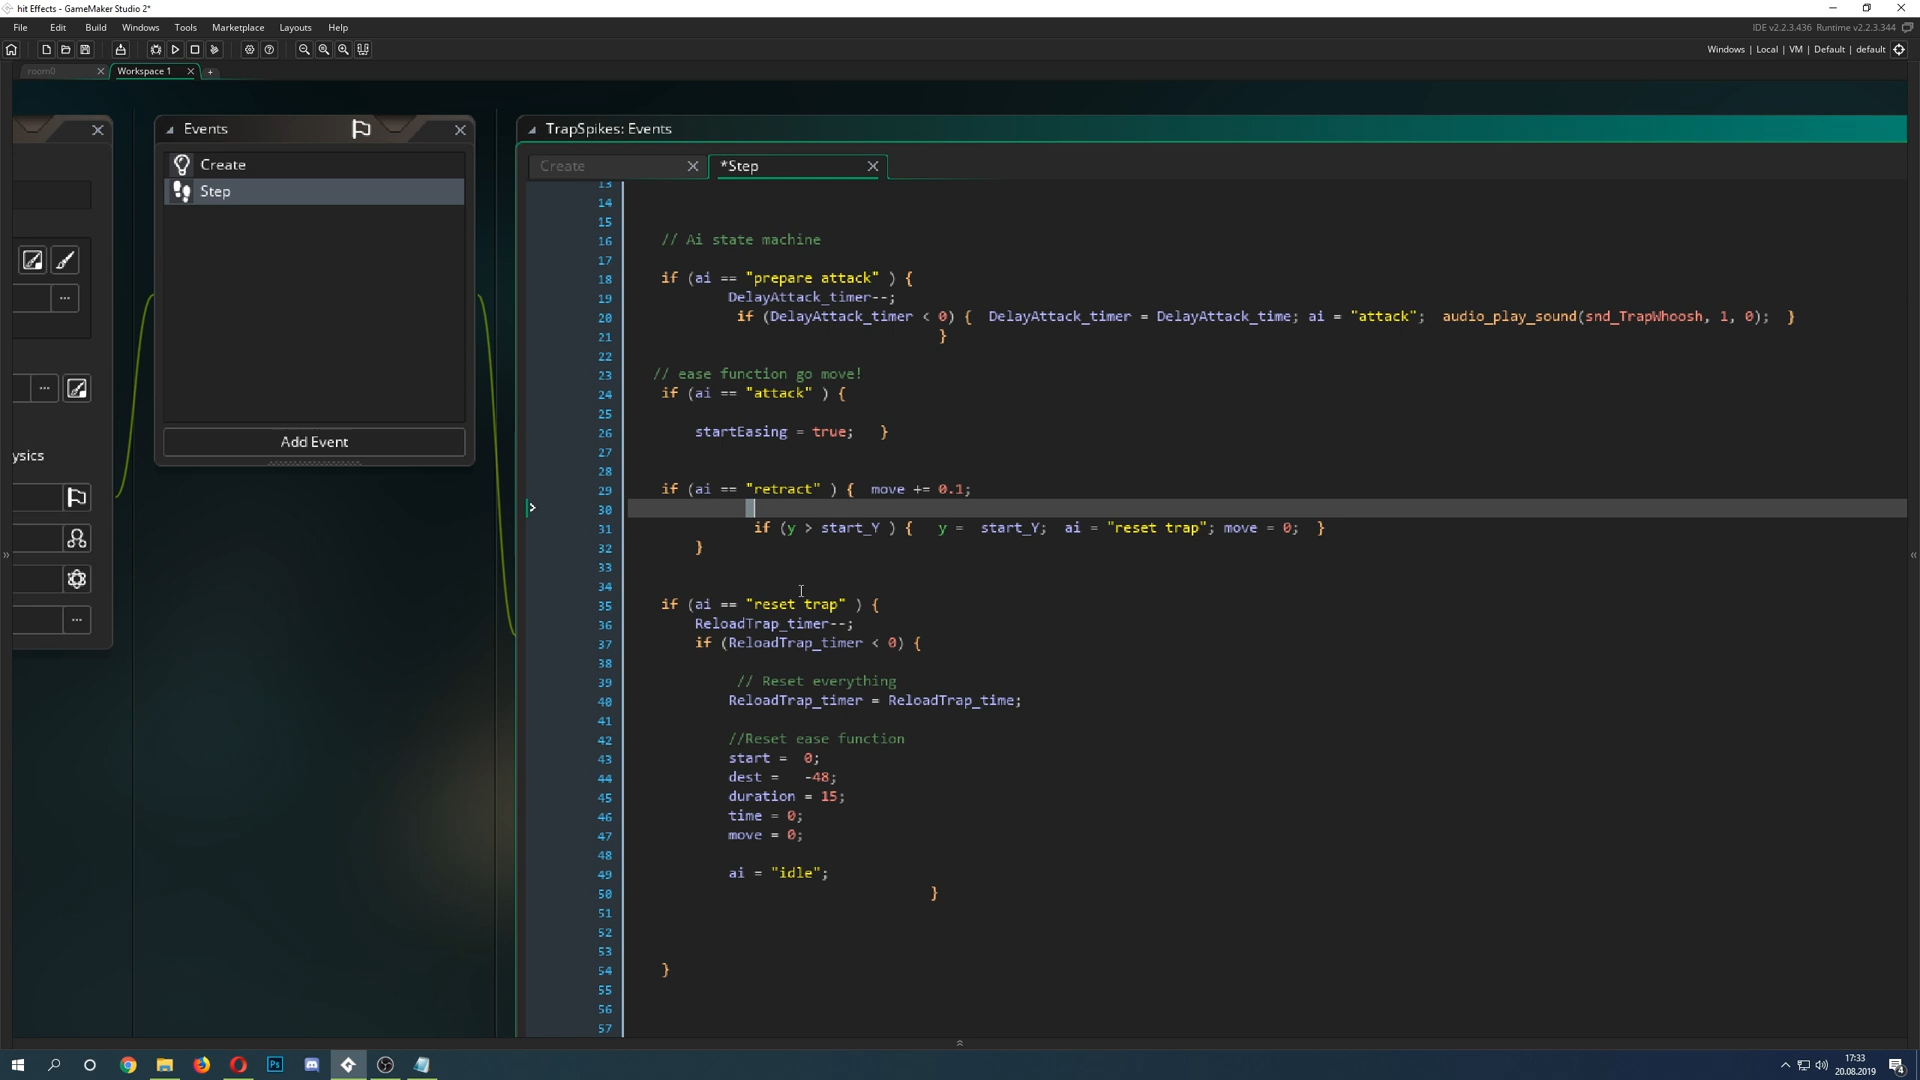 hit Effects - GameMaker Studio 2*
File Edit Build Windows Tools Marketplace Layouts Help
IDE v2.2.3.436 Runtime v2.2.3.344
Windows | Local | VM | Default | default
room0
Workspace 1
Events
Create
Step
Add Event
ysics
TrapSpikes: Events
Create
*Step
13
14
15
16 // Ai state machine
17
18 if (ai == "prepare attack" ) {
19 DelayAttack_timer--;
20 if (DelayAttack_timer < 0) { DelayAttack_timer = DelayAttack_time; ai = "attack"; audio_play_sound(snd_TrapWhoosh, 1, 0); }
21 }
22
23 // ease function go move!
24 if (ai == "attack" ) {
25
26 startEasing = true; }
27
28
29 if (ai == "retract" ) { move += 0.1;
30
31 if (y > start_Y ) { y = start_Y; ai = "reset trap"; move = 0; }
32 }
33
34
35 if (ai == "reset trap" ) {
36 ReloadTrap_timer--;
37 if (ReloadTrap_timer < 0) {
38
39 // Reset everything
40 ReloadTrap_timer = ReloadTrap_time;
41
42 //Reset ease function
43 start = 0;
44 dest = -48;
45 duration = 15;
46 time = 0;
47 move = 0;
48
49 ai = "idle";
50 }
51
52
53
54 }
55
56
57
17:33
20.08.2019
4